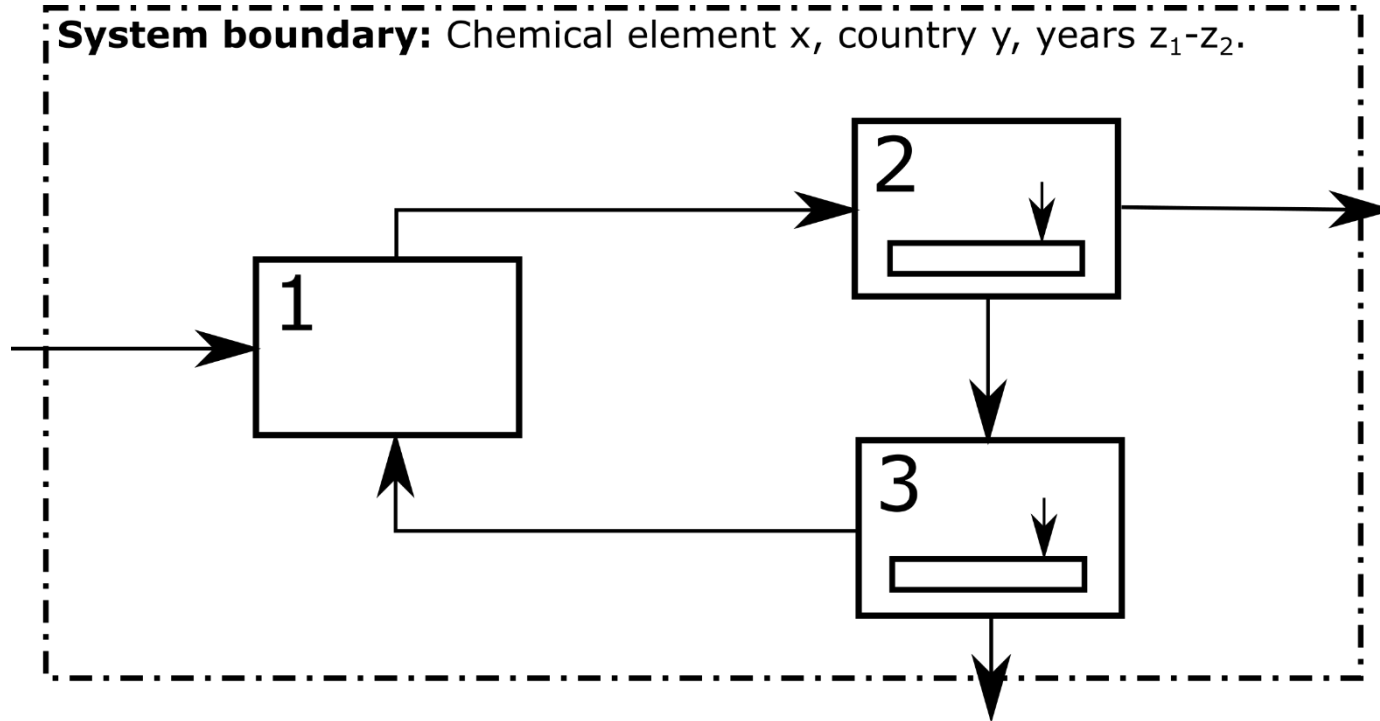 System boundary: Chemical element x, country y, years z₁-z₂.
2
1
3